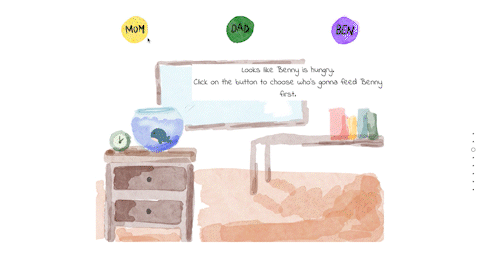 MOM DAD BEN
Looks like Benny is hungry.
Click on the button to choose who's gonna feed Benny
first.